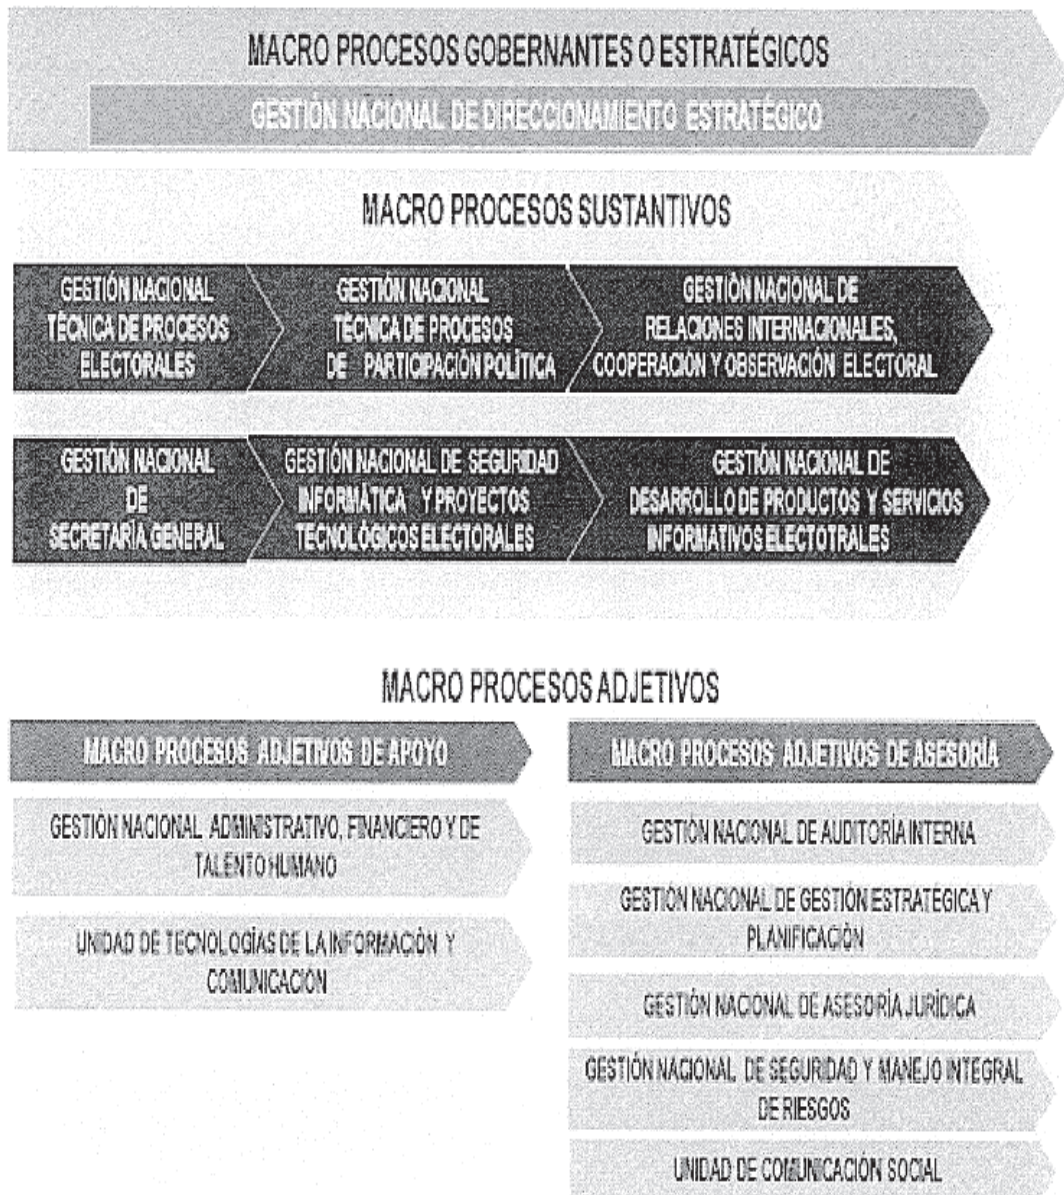 MACRO PROCESOS GOBERNANTES O ESTRATÉGICOS
GESTIÓN NACIONAL DE DIRECCIONAMIENTO ESTRATÉGICO
MACRO PROCESOS SUSTANTIVOS
GESTIÓN NACIONAL
TÉCNICA DE PROCESOS
ELECTORALES
GESTIÓN NACIONAL
TÉCNICA DE PROCESOS
DE PARTICIPACIÓN POLÍTICA
GESTIÓN NACIONAL DE
RELACIONES INTERNACIONALES,
COOPERACIÓN Y OBSERVACIÓN ELECTORAL
GESTIÓN NACIONAL
DE
SECRETARÍA GENERAL
GESTIÓN NACIONAL DE SEGURIDAD
INFORMÁTICA Y PROYECTOS
TECNOLÓGICOS ELECTORALES
GESTIÓN NACIONAL DE
DESARROLLO DE PRODUCTOS Y SERVICIOS
INFORMATIVOS ELECTOTRALES
MACRO PROCESOS ADJETIVOS
MACRO PROCESOS ADJETIVOS DE APOYO
GESTIÓN NACIONAL ADMINISTRATIVO, FINANCIERO Y DE
TALENTO HUMANO
UNIDAD DE TECNOLOGÍAS DE LA INFORMACIÓN Y
COMUNICACIÓN
MACRO PROCESOS ADJETIVOS DE ASESORÍA
GESTIÓN NACIONAL DE AUDITORÍA INTERNA
GESTIÓN NACIONAL DE GESTIÓN ESTRATÉGICA Y
PLANIFICACIÓN
GESTIÓN NACIONAL DE ASESORÍA JURÍDICA
GESTIÓN NACIONAL DE SEGURIDAD Y MANEJO INTEGRAL
DE RIESGOS
UNIDAD DE COMUNICACIÓN SOCIAL